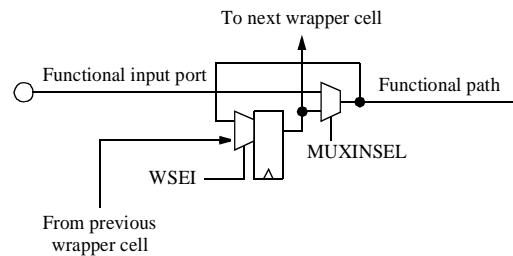 To next wrapper cell
Functional input port
Functional path
MUXINSEL
WSEI
From previous
wrapper cell